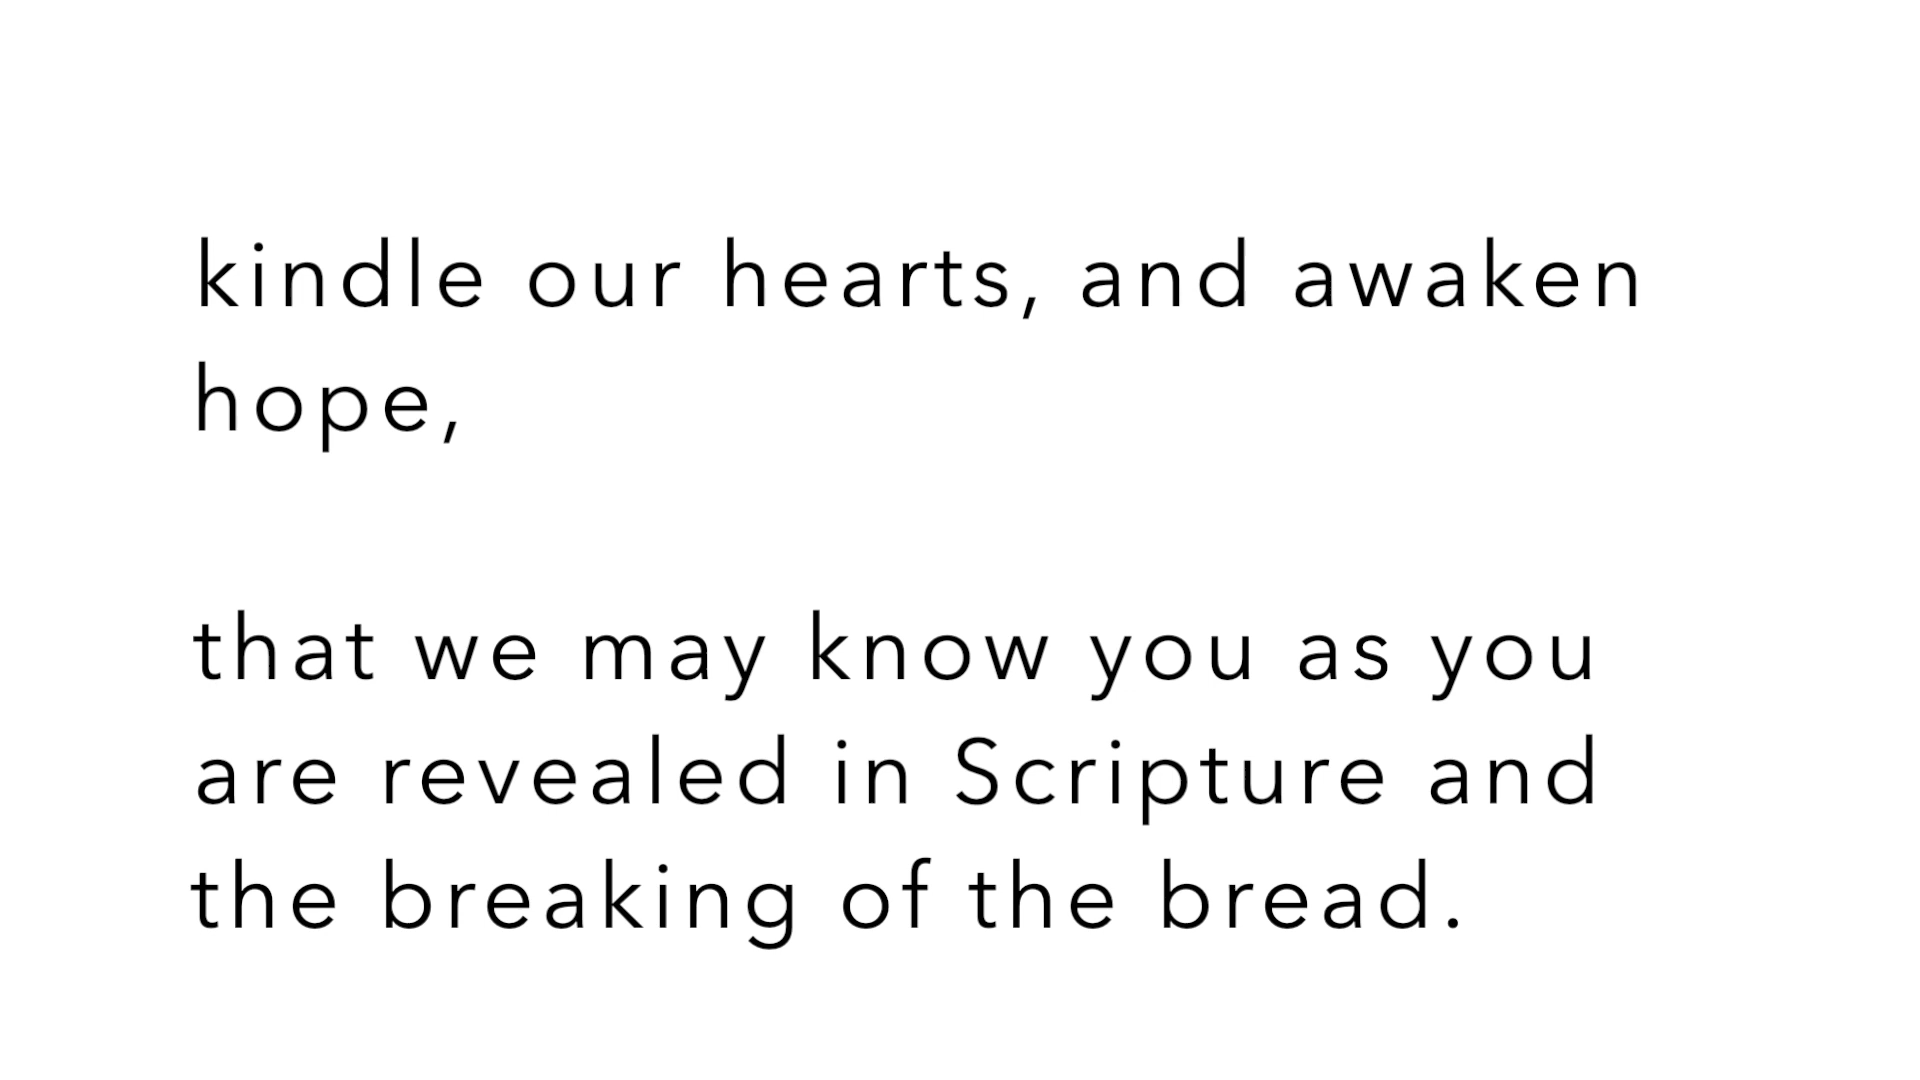 kindle our hearts, and awaken
hope,
that we may know you as you
are revealed in Scripture and
the breaking of the bread.